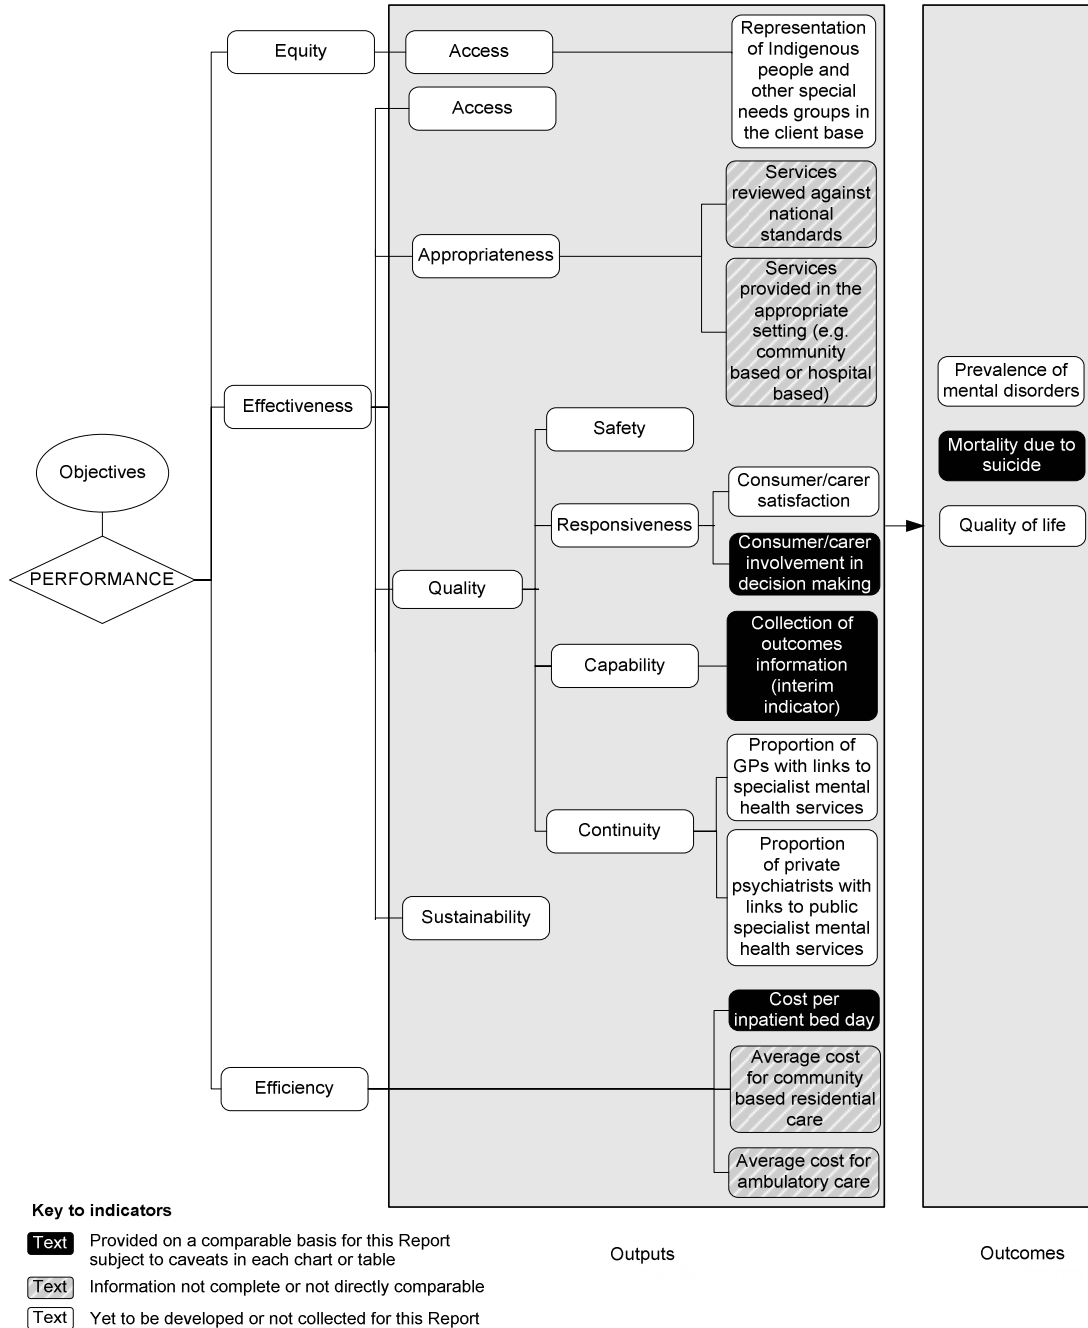 Equity
Access
Representation
of Indigenous
people and
other special
needs groups in
the client base
Access
Services
reviewed against
national
standards
Appropriateness
Services
provided in the
appropriate
setting (e.g.
community
based or hospital
based)
Effectiveness
Prevalence of
mental disorders
Mortality due to
suicide
Quality of life
Objectives
PERFORMANCE
Safety
Consumer/carer
satisfaction
Responsiveness
Consumer/carer
involvement in
decision making
Quality
Collection of
outcomes
information
(interim
indicator)
Capability
Proportion of
GPs with links to
specialist mental
health services
Continuity
Proportion
of private
psychiatrists with
links to public
specialist mental
health services
Sustainability
Cost per
inpatient bed day
Efficiency
Average cost
for community
based residential
care
Average cost for
ambulatory care
Key to indicators
Text Provided on a comparable basis for this Report
subject to caveats in each chart or table
Text Information not complete or not directly comparable
Text Yet to be developed or not collected for this Report
Outputs
Outcomes